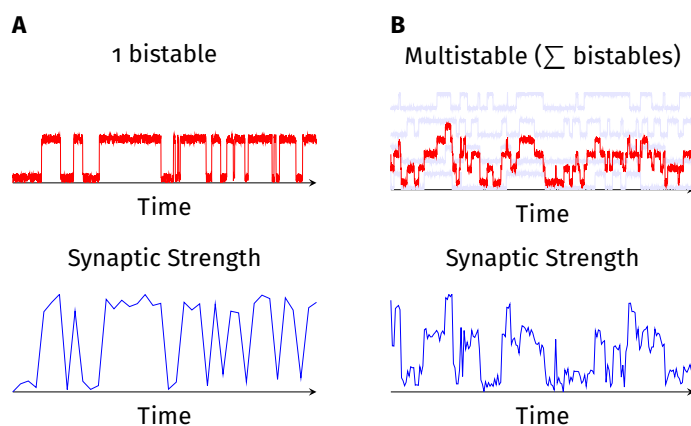 A
1 bistable
Time
Synaptic Strength
Time
B
Multistable (∑ bistables)
Time
Synaptic Strength
Time